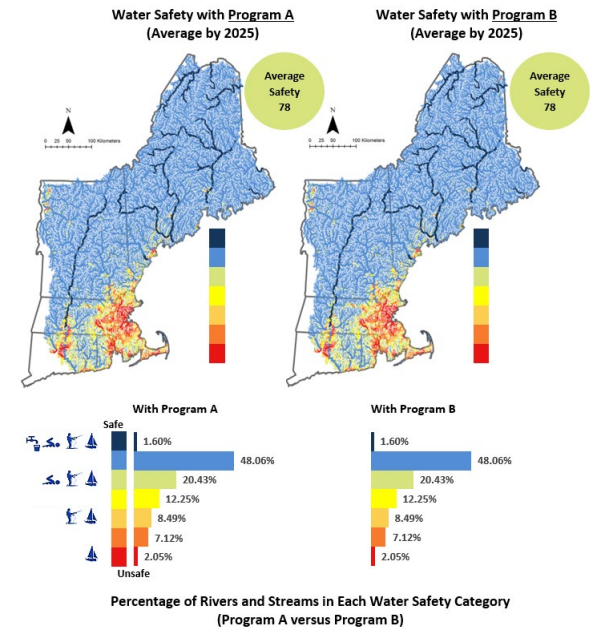 Water Safety with Program A
(Average by 2025)
Water Safety with Program B
(Average by 2025)
Average
Safety
78
Average
Safety
78
N
0 25 50 100 Kilometers
N
0 25 50 100 Kilometers
With Program A
With Program B
Safe
1.60%
48.06%
20.43%
12.25%
8.49%
7.12%
2.05%
Unsafe
1.60%
48.06%
20.43%
12.25%
8.49%
7.12%
2.05%
Percentage of Rivers and Streams in Each Water Safety Category
(Program A versus Program B)